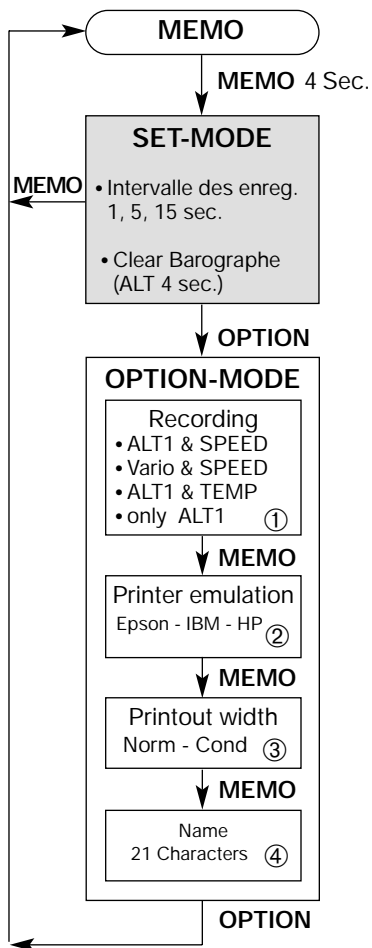 MEMO
MEMO 4 Sec.
SET-MODE
MEMO
• Intervalle des enreg.
1, 5, 15 sec.
• Clear Barographe
(ALT 4 sec.)
OPTION
OPTION-MODE
Recording
• ALT1 & SPEED
• Vario & SPEED
• ALT1 & TEMP
• only ALT1 ①
MEMO
Printer emulation
Epson - IBM - HP ②
MEMO
Printout width
Norm - Cond ③
MEMO
Name
21 Characters ④
OPTION